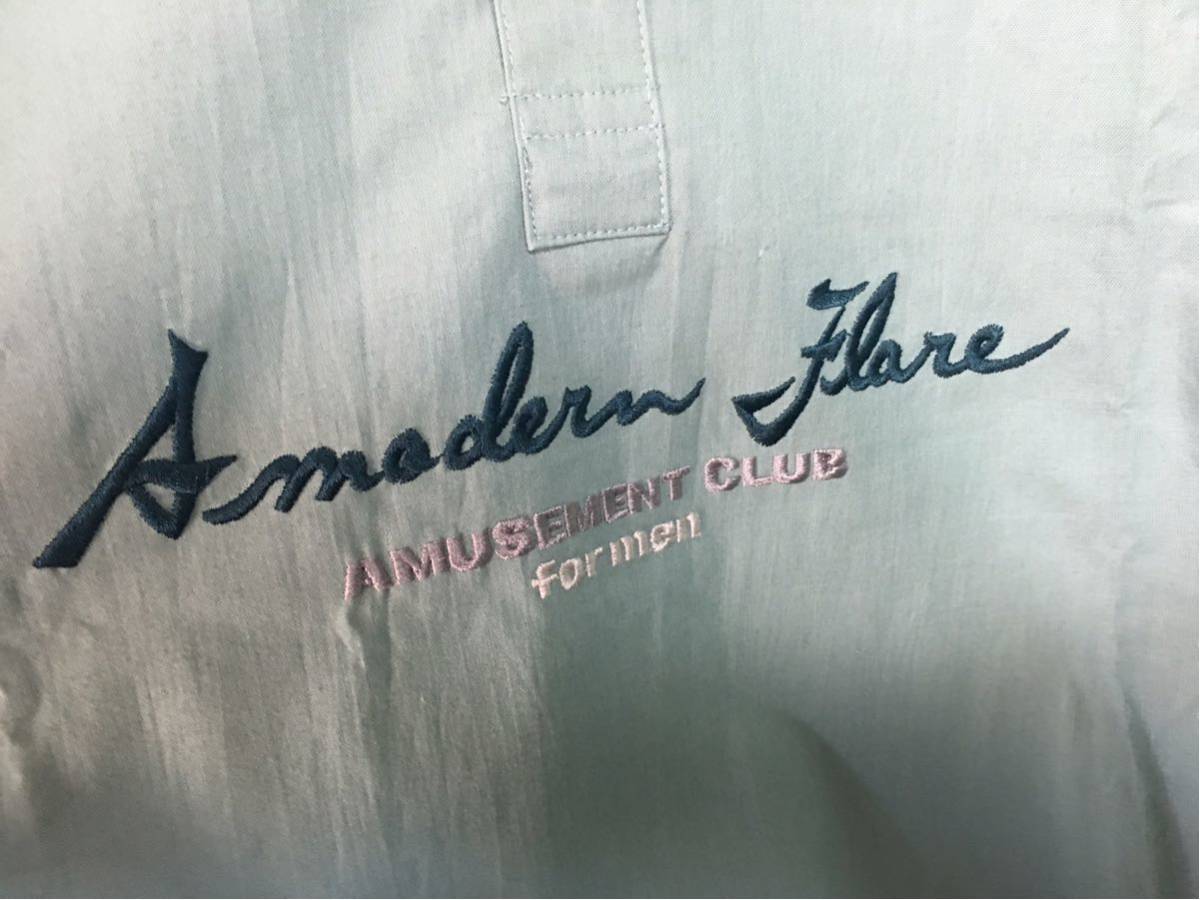 A modern Flare
AMUSEMENT CLUB
for men